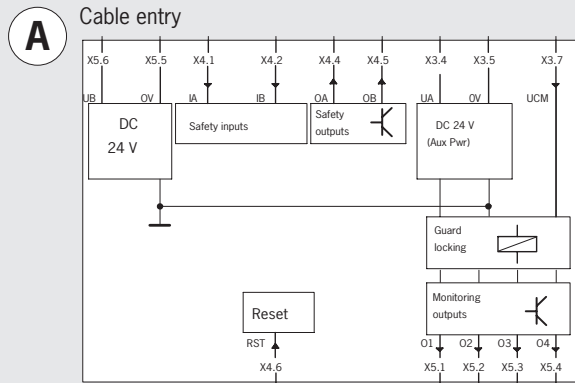 A
Cable entry
X5.6 X5.5 X4.1 X4.2 X4.4 X4.5 X3.4 X3.5 X3.7
UB 0V IA IB OA OB UA 0V UCM
DC
24 V
Safety inputs
Safety
outputs
DC 24 V
(Aux Pwr)
Guard
locking
Monitoring
outputs
Reset
RST
X4.6
O1 O2 O3 O4
X5.1 X5.2 X5.3 X5.4